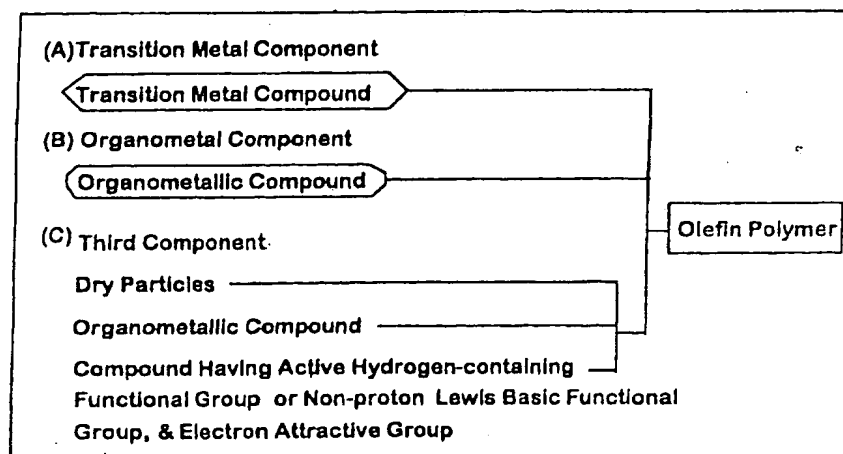 (A)Transition Metal Component
Transition Metal Compound
(B) Organometal Component
Organometallic Compound
Olefin Polymer
(C) Third Component
Dry Particles
Organometallic Compound
Compound Having Active Hydrogen-containing
Functional Group or Non-proton Lewis Basic Functional
Group, & Electron Attractive Group